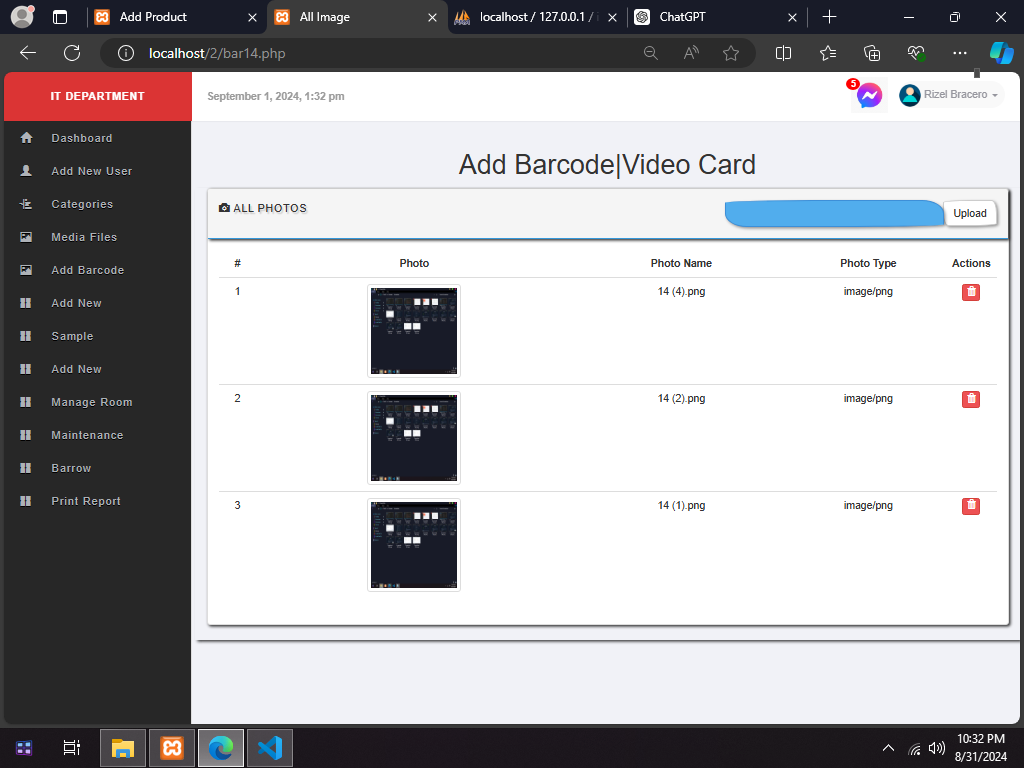 Add Product
All Image
localhost / 127.0.0.1 / i
ChatGPT
localhost/2/bar14.php
IT DEPARTMENT
September 1, 2024, 1:32 pm
5
Rizel Bracero
Dashboard
Add New User
Categories
Media Files
Add Barcode
Add New
Sample
Add New
Manage Room
Maintenance
Barrow
Print Report
Add Barcode|Video Card
ALL PHOTOS
Upload
# Photo Photo Name Photo Type Actions
1 14 (4).png image/png
2 14 (2).png image/png
3 14 (1).png image/png
10:32 PM
8/31/2024